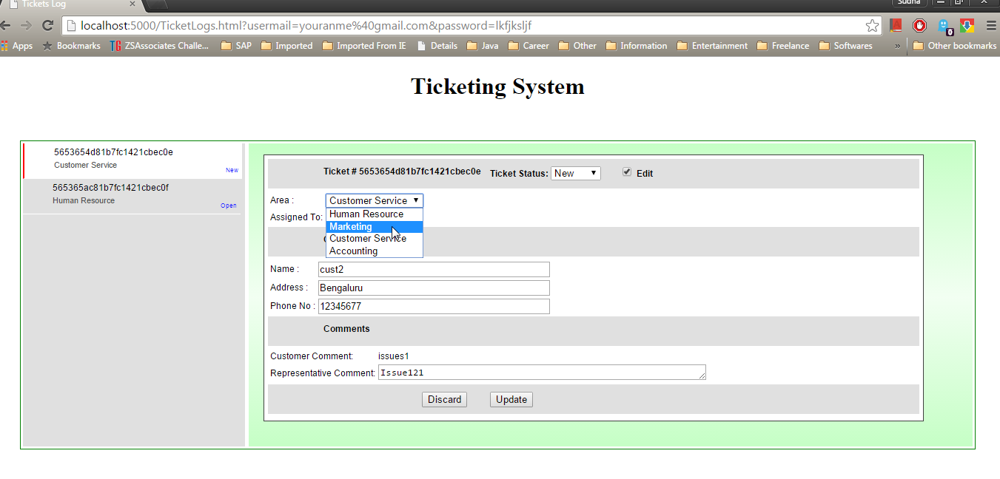 Tickets Log
Sudha
localhost:5000/TicketLogs.html?usermail=youranme%40gmail.com&password=lkfjksljf
0
Apps Bookmarks TG ZSAssociates Challe... SAP Imported Imported From IE Details Java Career Other Information Entertainment Freelance Softwares » Other bookmarks
Ticketing System
5653654d81b7fc1421cbec0e
Customer Service
New
565365ac81b7fc1421cbec0f
Human Resource
Open
Ticket # 5653654d81b7fc1421cbec0e Ticket Status: New Edit
Area : Customer Service
Human Resource
Assigned To:
Marketing
Customer Service
Accounting
Name : cust2
Address : Bengaluru
Phone No : 12345677
Comments
Customer Comment: issues1
Representative Comment: Issue121
Discard Update